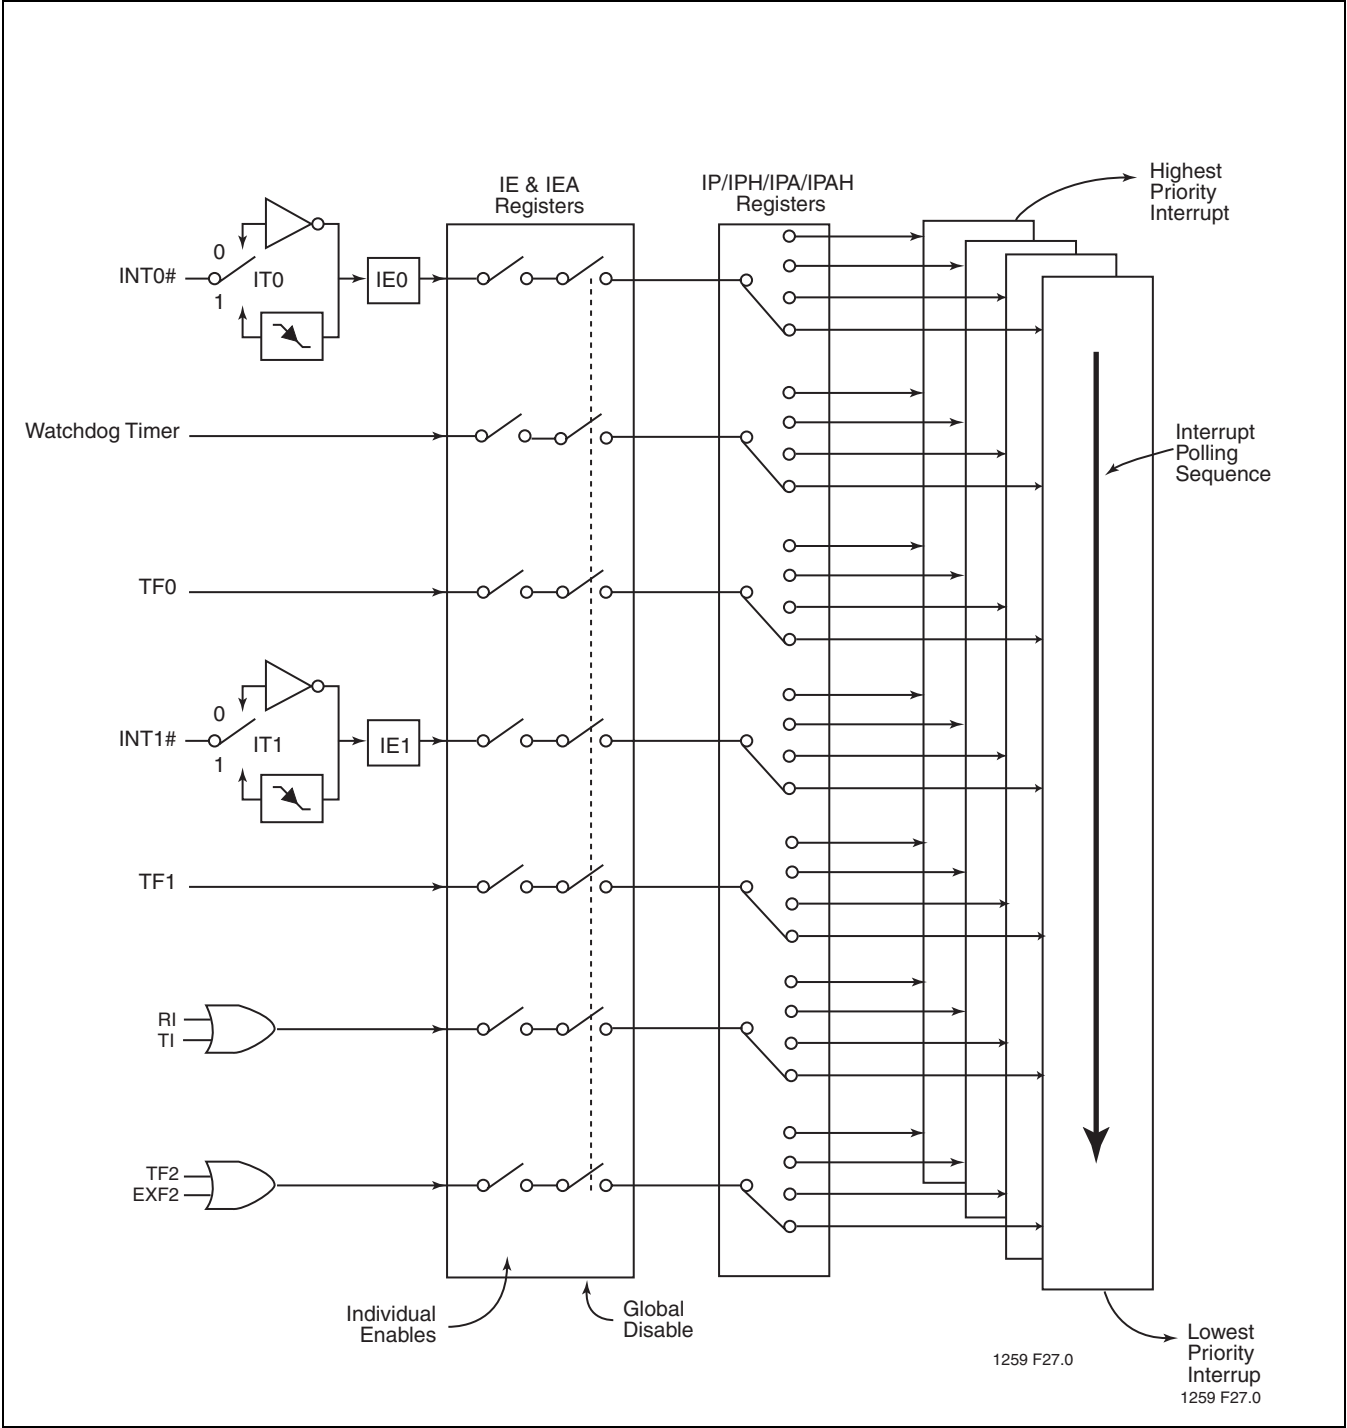 Highest
Priority
Interrupt
IE & IEA
Registers
IP/IPH/IPA/IPAH
Registers
0
INT0#
IT0
1
IE0
Watchdog Timer
Interrupt
Polling
Sequence
TF0
0
INT1#
IT1
1
IE1
TF1
RI
TI
TF2
EXF2
Individual
Enables
Global
Disable
Lowest
Priority
Interrup
1259 F27.0
1259 F27.0